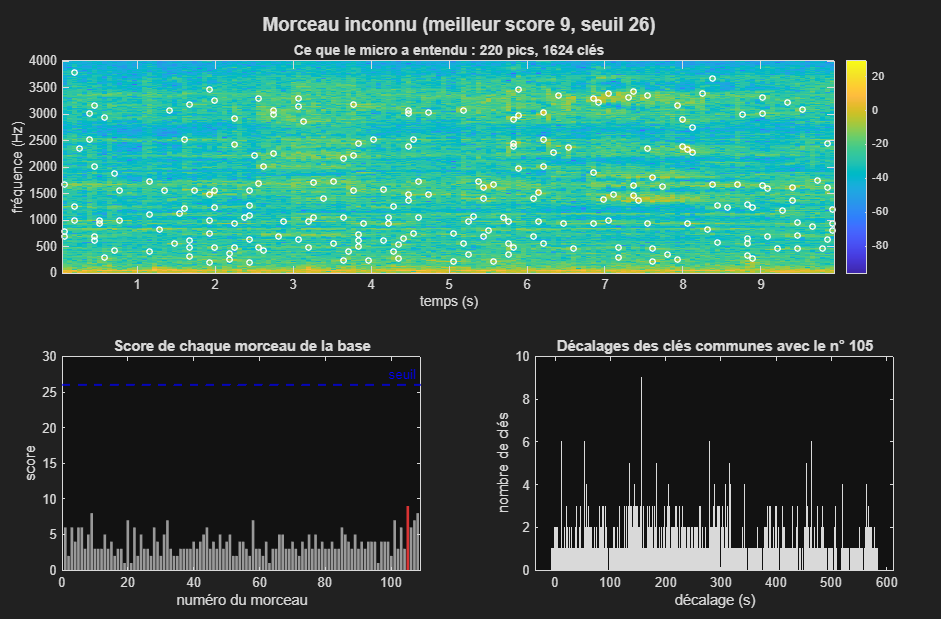 Morceau inconnu (meilleur score 9, seuil 26)
Ce que le micro a entendu : 220 pics, 1624 clés
4000
3500
3000
2500
2000
1500
1000
500
0
fréquence (Hz)
1 2 3 4 5 6 7 8 9
temps (s)
20
0
-20
-40
-60
-80
Score de chaque morceau de la base
30
25
20
15
10
5
0
score
seuil
0 20 40 60 80 100
numéro du morceau
Décalages des clés communes avec le n° 105
10
8
6
4
2
0
nombre de clés
0 100 200 300 400 500 600
décalage (s)